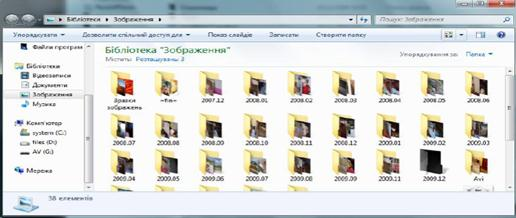 Бібліотеки Зображення
Пошук: Зображення
Упорядкувати Дозволити спільний доступ до Показ слайдів Записати Створити папку
Файли програм
Бібліотеки
Відеозаписи
Документи
Зображення
Музика
Комп'ютер
system (C:)
files (D:)
AV (G:)
Мережа
Бібліотека "Зображення"
Містить: Розташувань: 3
Упорядкування за: Папка
Зразки зображень
2007.12 2008.01 2008.02 2008.03 2008.04 2008.05 2008.06
2008.07 2008.08 2008.09 2008.10 2008.11 2008.12 2009.01 2009.02 2009.03
2009.04 2009.05 2009.06 2009.07 2009.08 2009.09 2009.11 2009.12 Avi
38 елементів